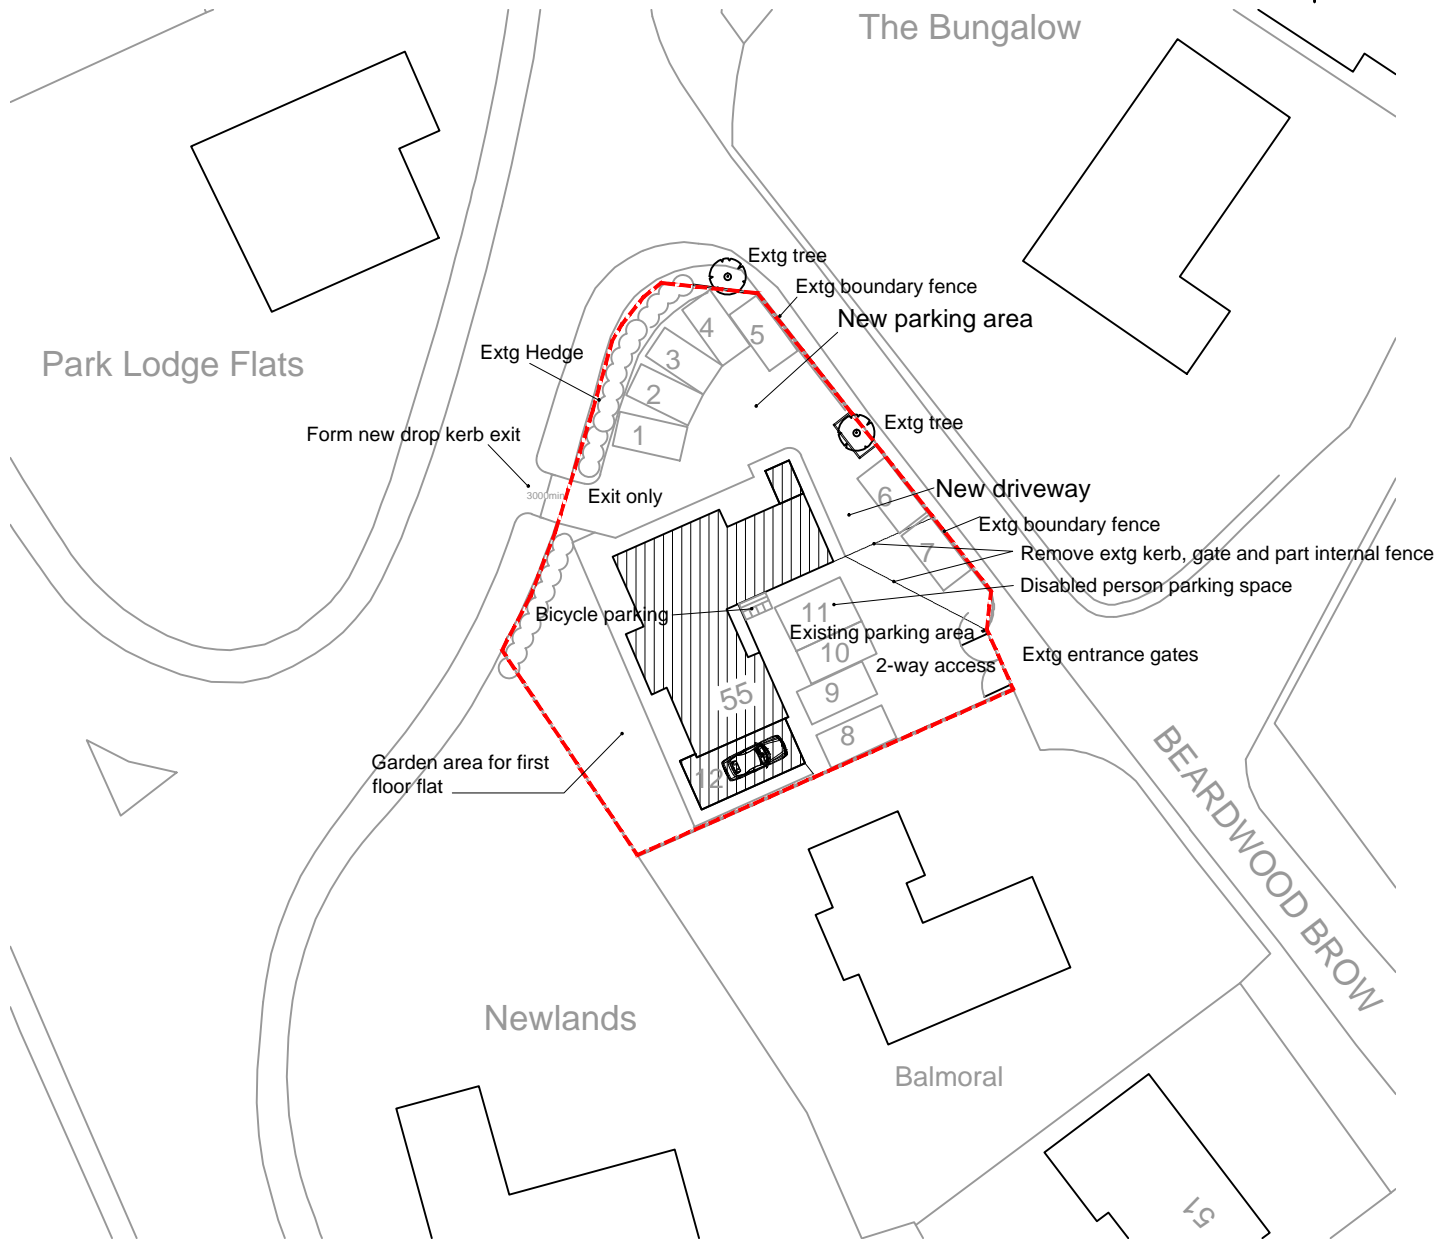 The Bungalow
Extg tree
Extg boundary fence
New parking area
4
5
Extg Hedge
3
Park Lodge Flats
2
Extg tree
1
Form new drop kerb exit
3000min
Exit only
6
New driveway
Extg boundary fence
7
Remove extg kerb, gate and part internal fence
Disabled person parking space
Bicycle parking
11
Existing parking area
10
2-way access
Extg entrance gates
9
55
8
Garden area for first
floor flat
12
BEARDWOOD BROW
Newlands
Balmoral
51